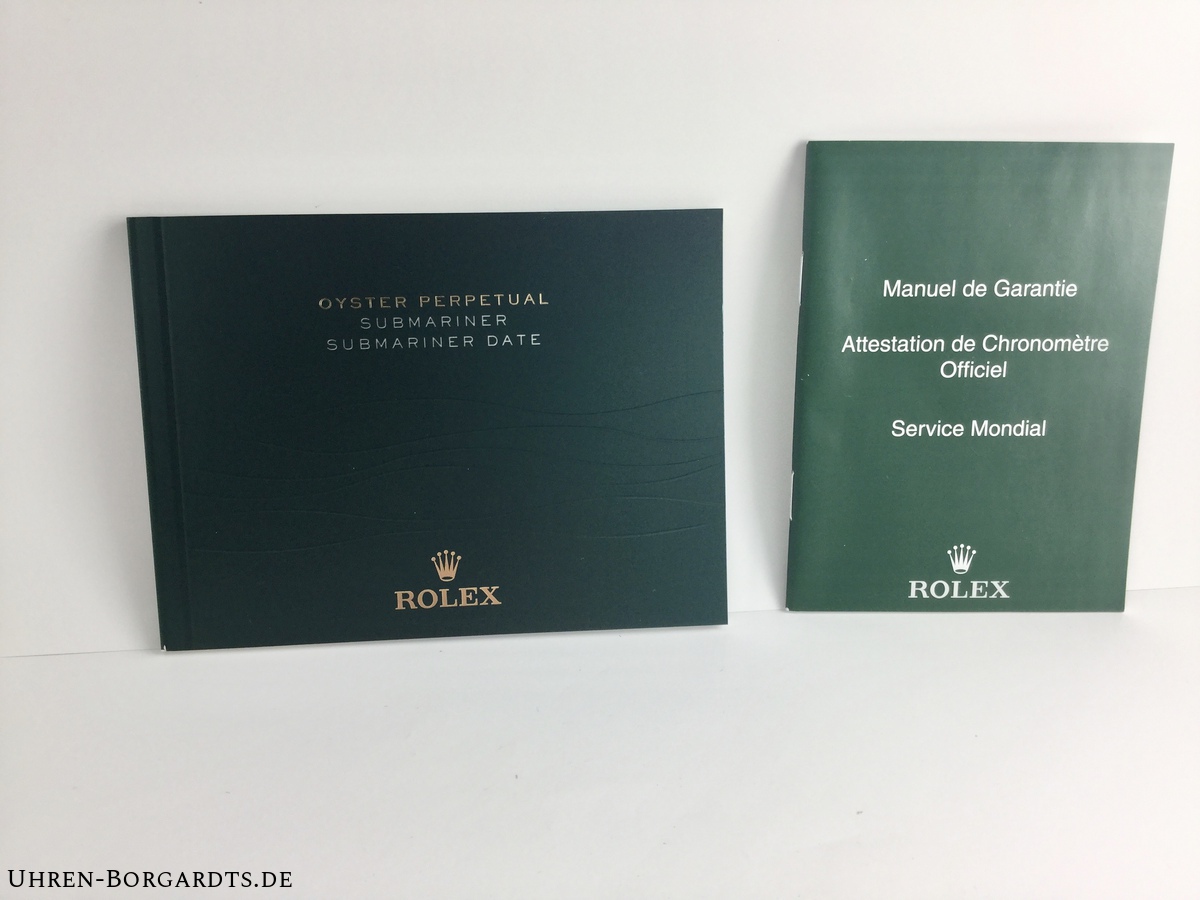 OYSTER PERPETUAL
SUBMARINER
SUBMARINER DATE
ROLEX
Manuel de Garantie
Attestation de Chronomètre
Officiel
Service Mondial
ROLEX
UHREN-BORGARDTS.DE